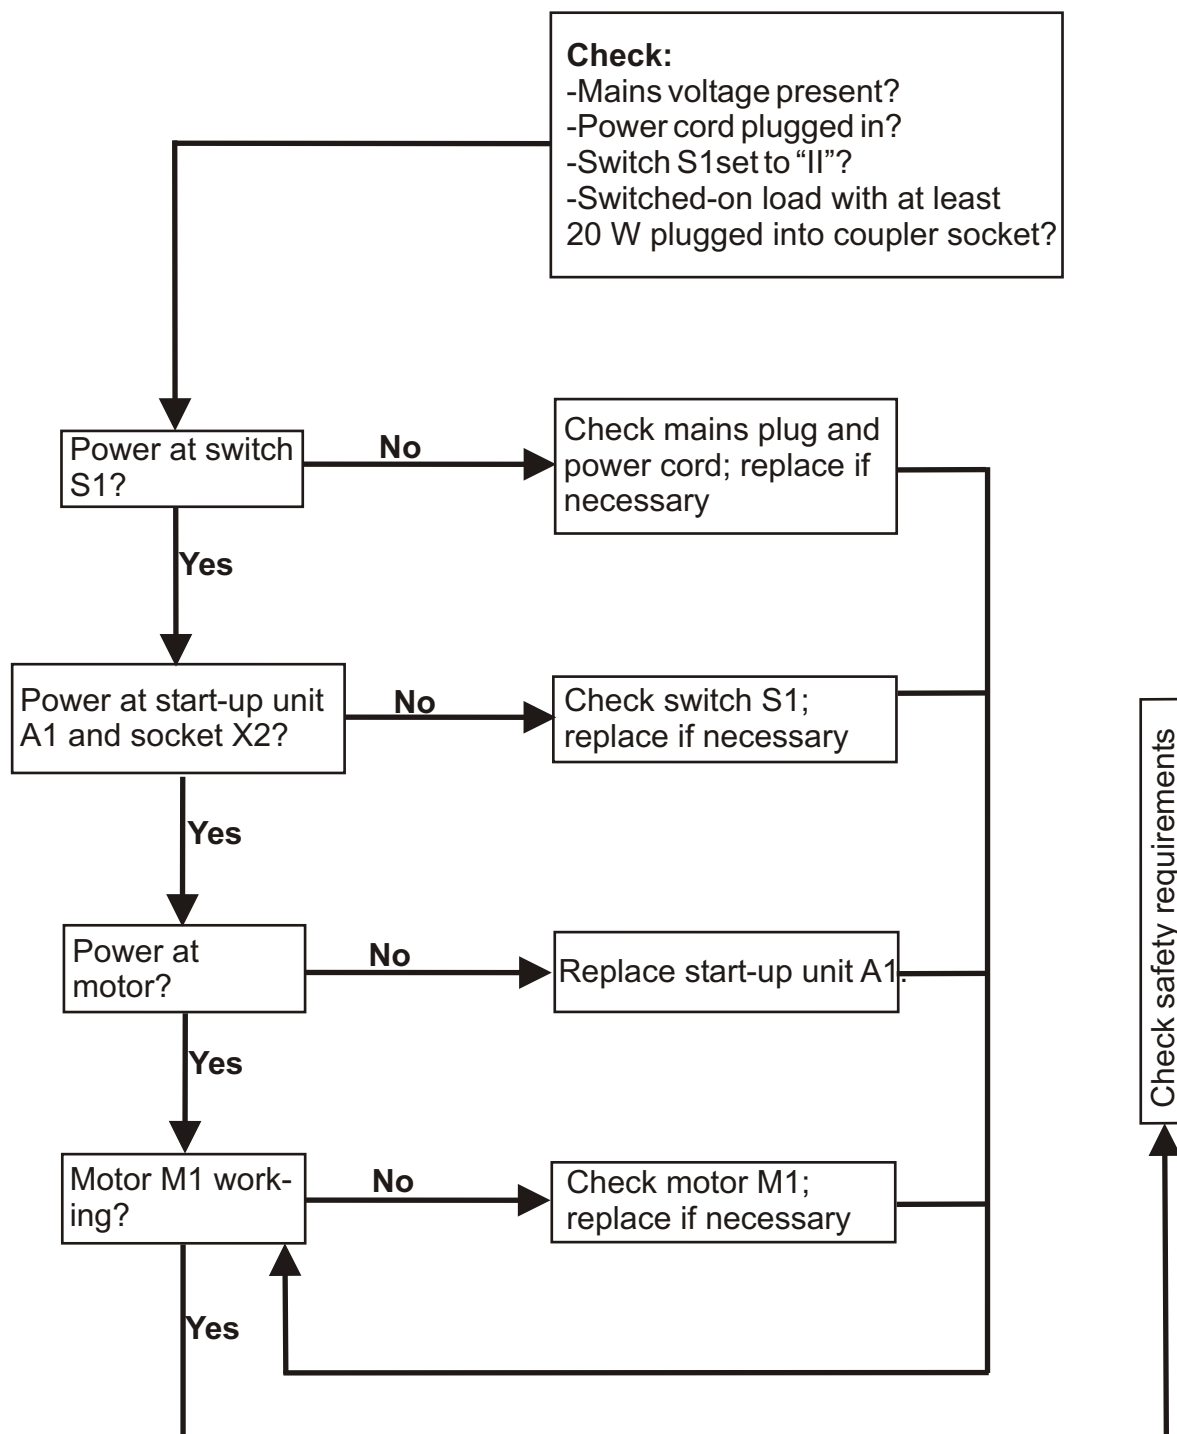 Check:
-Mains voltage present?
-Power cord plugged in?
-Switch S1set to “II”?
-Switched-on load with at least
20 W plugged into coupler socket?
Power at switch
S1?
No
Check mains plug and
power cord; replace if
necessary
Yes
Power at start-up unit
A1 and socket X2?
No
Check switch S1;
replace if necessary
Yes
Power at
motor?
No
Replace start-up unit A1.
Yes
Motor M1 work-
ing?
No
Check motor M1;
replace if necessary
Yes
Check safety requirements